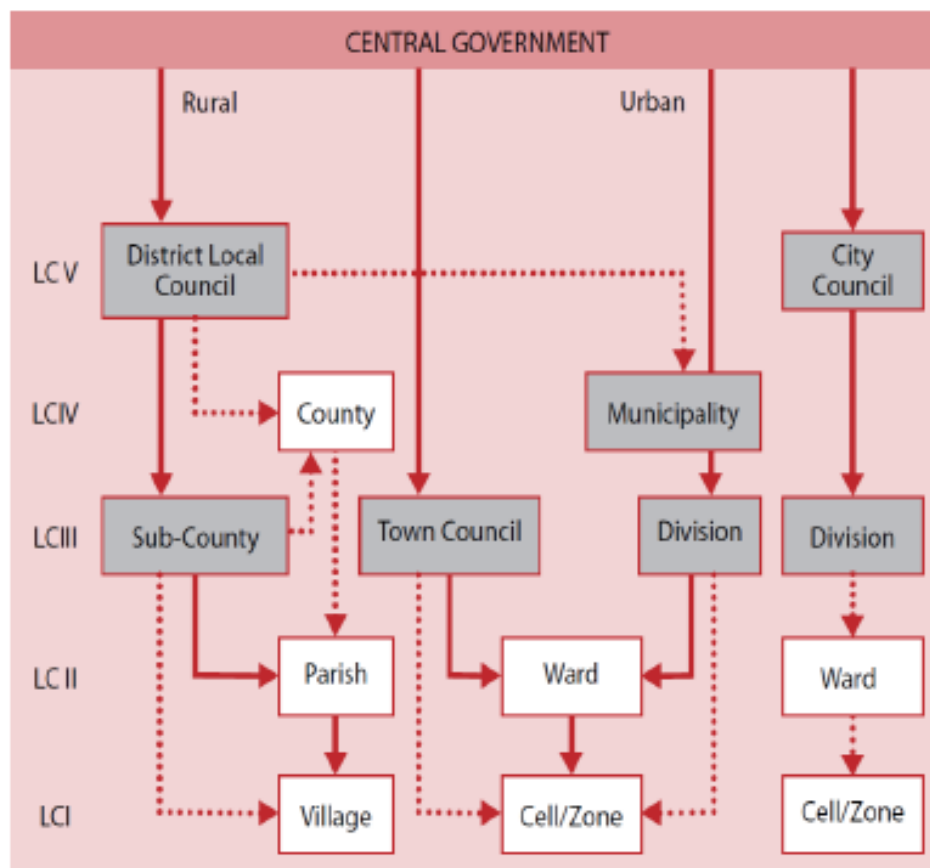 CENTRAL GOVERNMENT
Rural
Urban
LC V
District Local
Council
City
Council
LCIV
County
Municipality
LCIII
Sub-County
Town Council
Division
Division
LC II
Parish
Ward
Ward
LCI
Village
Cell/Zone
Cell/Zone